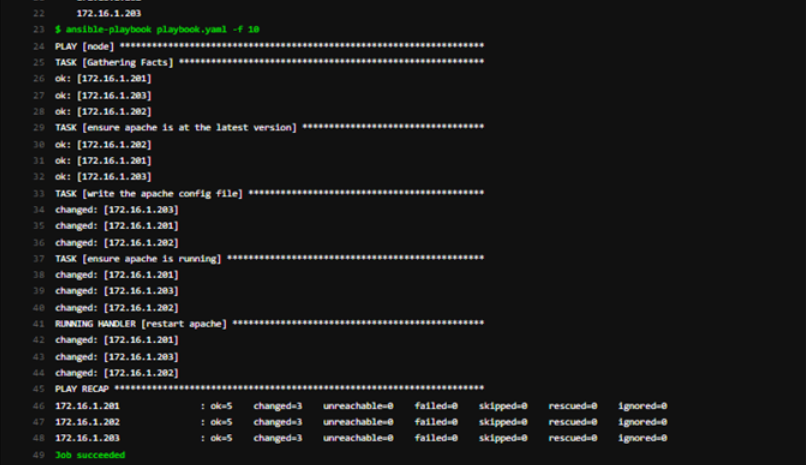 22 172.16.1.203
23 $ ansible-playbook playbook.yaml -f 10
24 PLAY [node] *********************************************************************
25 TASK [Gathering Facts] **********************************************************
26 ok: [172.16.1.201]
27 ok: [172.16.1.203]
28 ok: [172.16.1.202]
29 TASK [ensure apache is at the latest version] ***********************************
30 ok: [172.16.1.202]
31 ok: [172.16.1.201]
32 ok: [172.16.1.203]
33 TASK [write the apache config file] *********************************************
34 changed: [172.16.1.203]
35 changed: [172.16.1.201]
36 changed: [172.16.1.202]
37 TASK [ensure apache is running] *************************************************
38 changed: [172.16.1.201]
39 changed: [172.16.1.203]
40 changed: [172.16.1.202]
41 RUNNING HANDLER [restart apache] ************************************************
42 changed: [172.16.1.201]
43 changed: [172.16.1.203]
44 changed: [172.16.1.202]
45 PLAY RECAP **********************************************************************
46 172.16.1.201 : ok=5 changed=3 unreachable=0 failed=0 skipped=0 rescued=0 ignored=0
47 172.16.1.202 : ok=5 changed=3 unreachable=0 failed=0 skipped=0 rescued=0 ignored=0
48 172.16.1.203 : ok=5 changed=3 unreachable=0 failed=0 skipped=0 rescued=0 ignored=0
49 Job succeeded